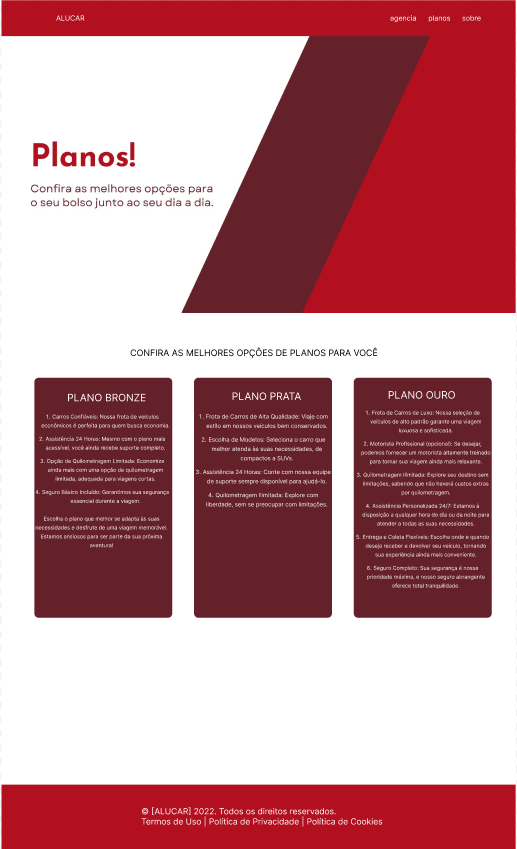 ALUCAR
agencia planos sobre
Planos!
Confira as melhores opções para
o seu bolso junto ao seu dia a dia.
CONFIRA AS MELHORES OPÇÕES DE PLANOS PARA VOCÊ
PLANO BRONZE
1. Carros Confiáveis: Nossa frota de veículos
econômicos é perfeita para quem busca economia.
2. Assistência 24 Horas: Mesmo com o plano mais
acessível, você ainda recebe suporte completo.
3. Opção de Quilometragem Limitada: Economize
ainda mais com uma opção de quilometragem
limitada, adequada para viagens curtas.
4. Seguro Básico Incluído: Garantimos sua segurança
essencial durante a viagem.
Escolha o plano que melhor se adapta às suas
necessidades e desfrute de uma viagem memorável.
Estamos ansiosos para ser parte da sua próxima
aventura!
PLANO PRATA
1. Frota de Carros de Alta Qualidade: Viaje com
estilo em nossos veículos bem conservados.
2. Escolha de Modelos: Seleciona o carro que
melhor atenda às suas necessidades, de
compactos a SUVs.
3. Assistência 24 Horas: Conte com nossa equipe
de suporte sempre disponível para ajudá-lo.
4. Quilometragem Ilimitada: Explore com
liberdade, sem se preocupar com limitações.
PLANO OURO
1. Frota de Carros de Luxo: Nossa seleção de
veículos de alto padrão garante uma viagem
luxuosa e sofisticada.
2. Motorista Profissional (opcional): Se desejar,
podemos fornecer um motorista altamente treinado
para tornar sua viagem ainda mais relaxante.
3. Quilometragem Ilimitada: Explore seu destino sem
limitações, sabendo que não haverá custos extras
por quilometragem.
4. Assistência Personalizada 24/7: Estamos à
disposição a qualquer hora do dia ou da noite para
atender a todas as suas necessidades.
5. Entrega e Coleta Flexíveis: Escolha onde e quando
deseja receber e devolver seu veículo, tornando
sua experiência ainda mais conveniente.
6. Seguro Completo: Sua segurança é nossa
prioridade máxima, e nosso seguro abrangente
oferece total tranquilidade.
© [ALUCAR] 2022. Todos os direitos reservados.
Termos de Uso | Política de Privacidade | Política de Cookies